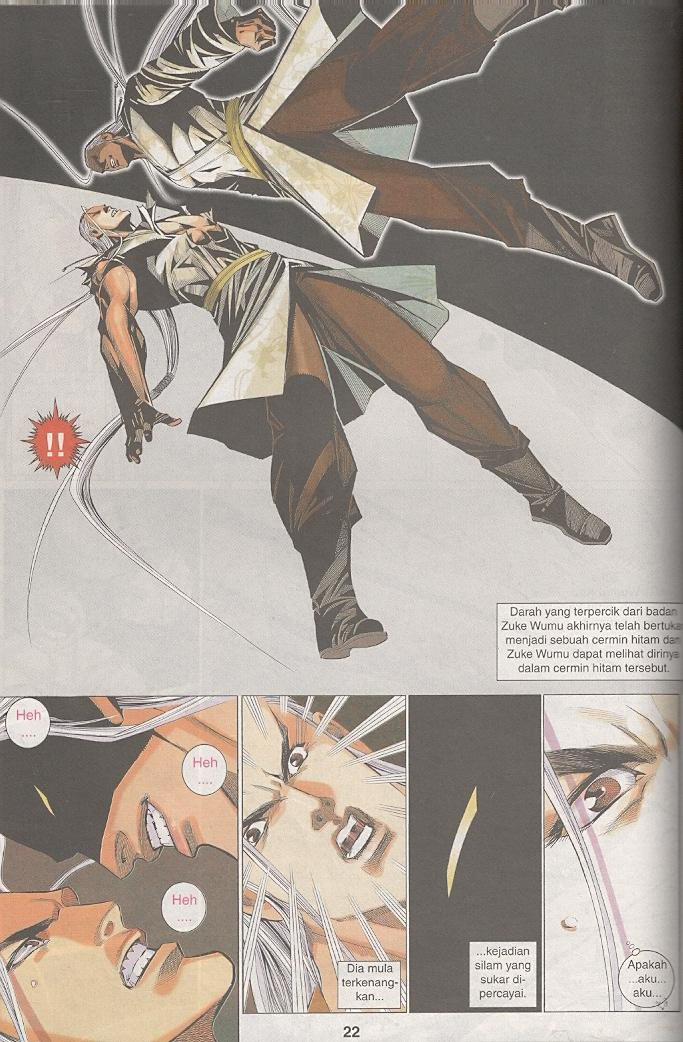 !!
Darah yang terpercik dari badan
Zuke Wumu akhirnya telah bertukar
menjadi sebuah cermin hitam dan
Zuke Wumu dapat melihat dirinya
dalam cermin hitam tersebut.
Heh
....
Heh
....
Heh
....
Dia mula
terkenang-
kan...
...kejadian
silam yang
sukar di-
percayai.
Apakah
...aku...
aku...
22